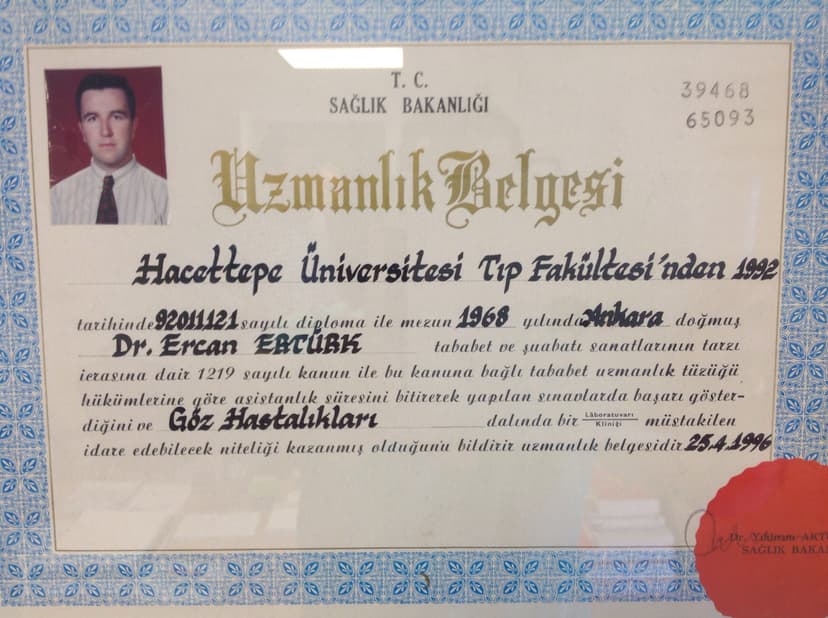 T. C.
SAĞLIK BAKANLIĞI
39468
65093
Uzmanlık Belgesi
Hacettepe Üniversitesi Tıp Fakültesi'nden 1992
tarihinde 92011121 sayılı diploma ile mezun 1968 yılında Ankara doğmuş
Dr. Ercan ERTÜRK tababet ve şuabatı sanatlarının tarzı
icrasına dair 1219 sayılı kanun ile bu kanuna bağlı tababet uzmanlık tüzüğü
hükümlerine göre asistanlık süresini bitirerek yapılan sınavlarda başarı göster-
diğini ve Göz Hastalıkları dalında bir Lâboratuvarı Kliniği müstakilen
idare edebilecek niteliği kazanmış olduğunu bildirir uzmanlık belgesidir 25.4.1996
Dr. Yıldırım
SAĞLIK